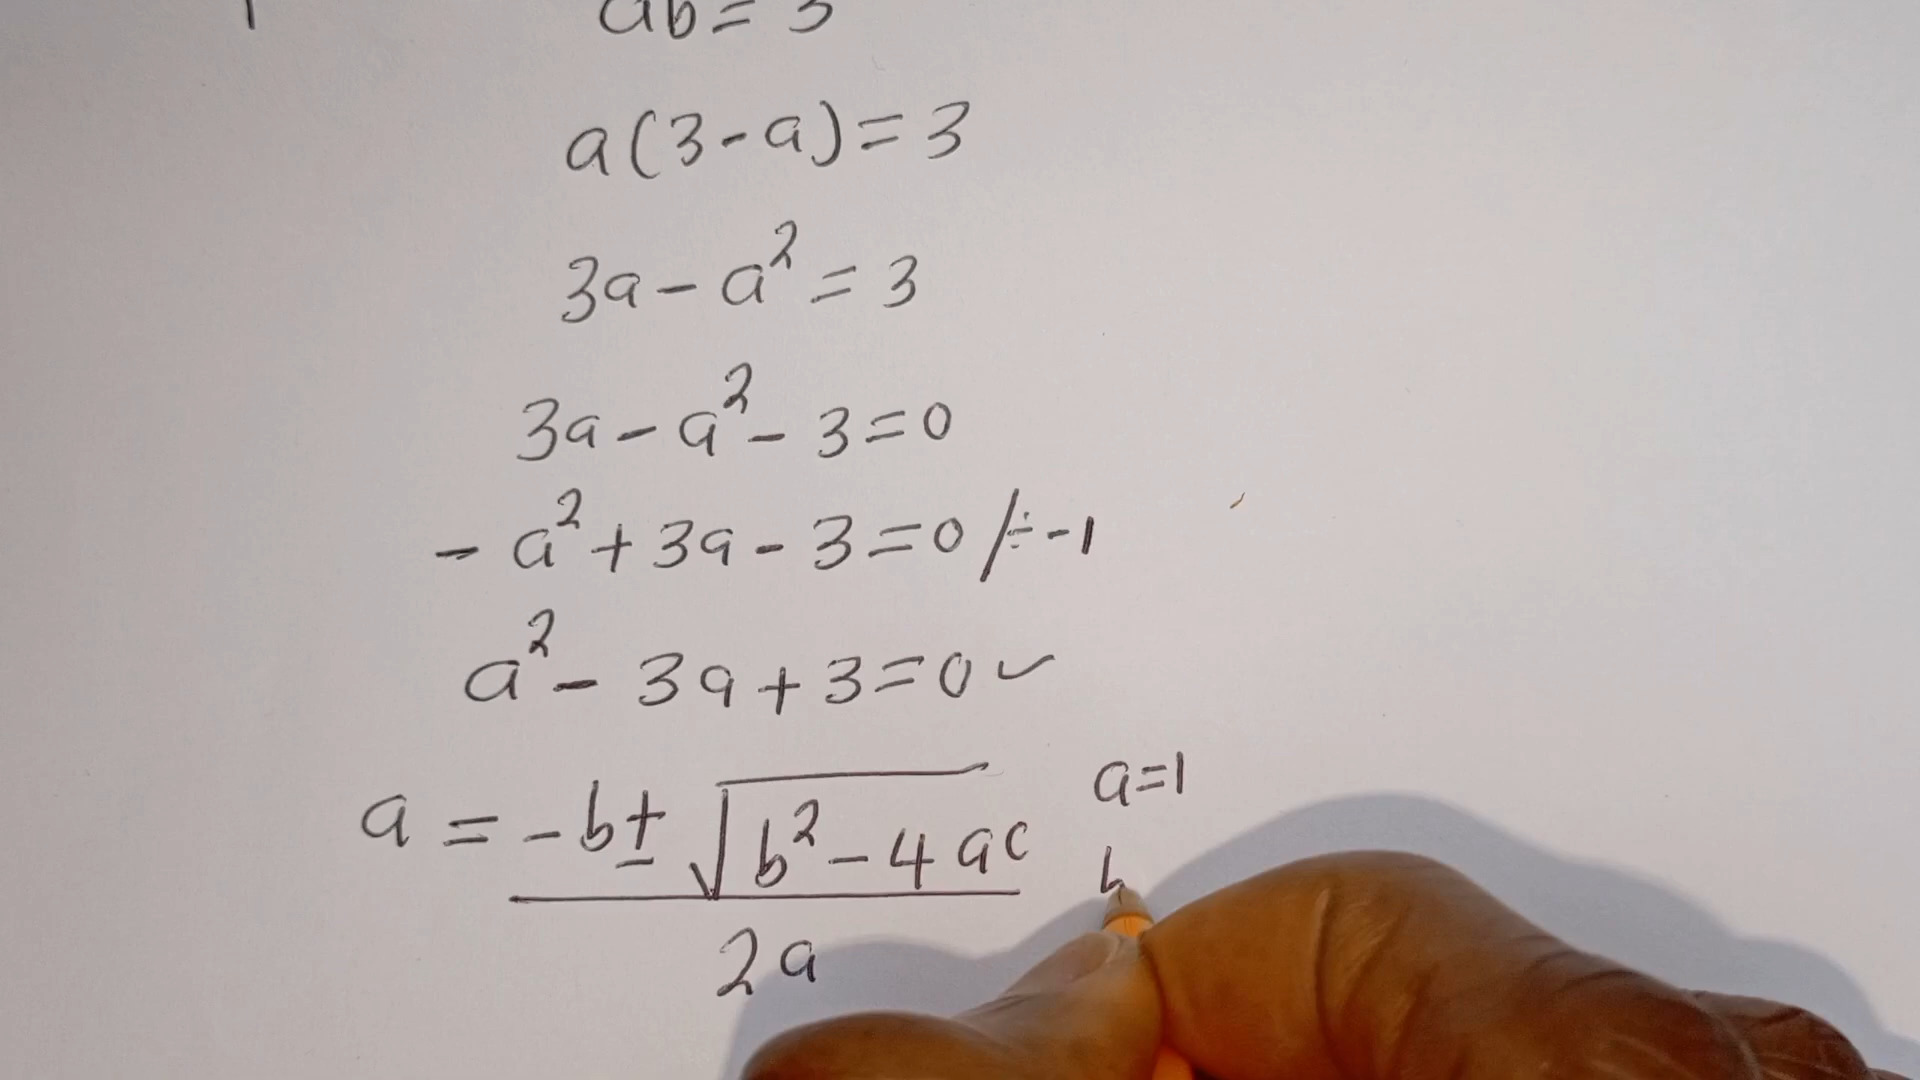 ab = 3
a(3-a) = 3
3a - a² = 3
3a - a² - 3 = 0
- a² + 3a - 3 = 0 /÷ -1
a² - 3a + 3 = 0 ✓
a = (-b ± √(b² - 4ac))/2a
a = 1
b